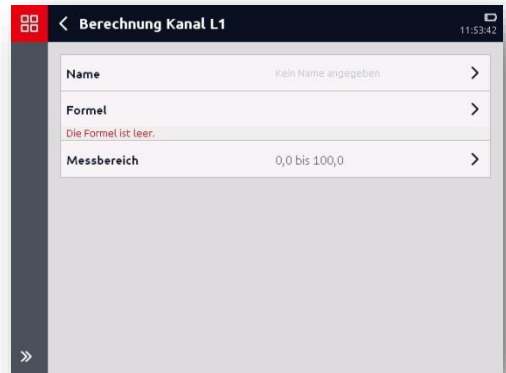 Berechnung Kanal L1
11:53:42
Name Kein Name angegeben
Formel
Die Formel ist leer.
Messbereich 0,0 bis 100,0